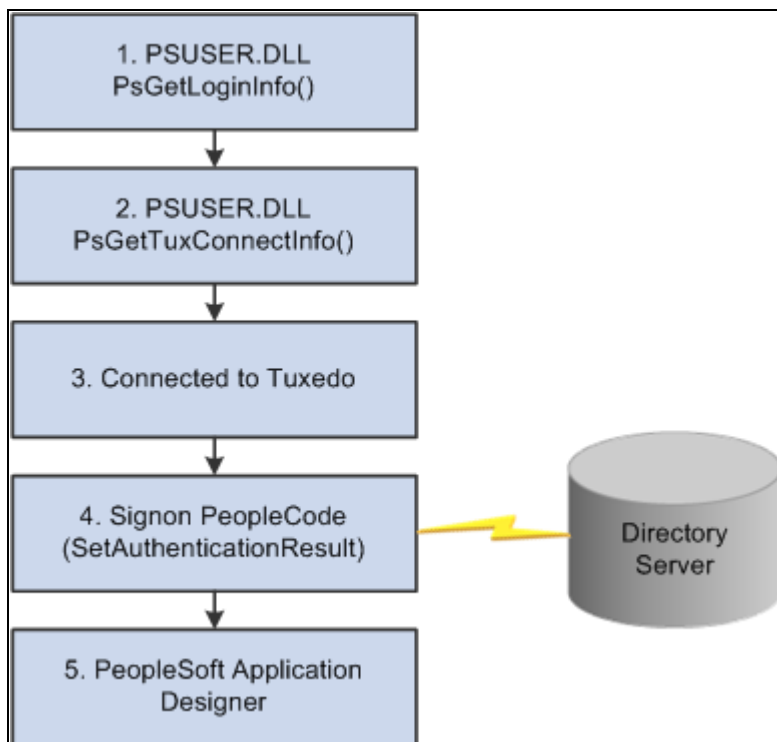 1. PSUSER.DLL
PsGetLoginInfo()
2. PSUSER.DLL
PsGetTuxConnectInfo()
3. Connected to Tuxedo
4. Signon PeopleCode
(SetAuthenticationResult)
Directory
Server
5. PeopleSoft Application
Designer